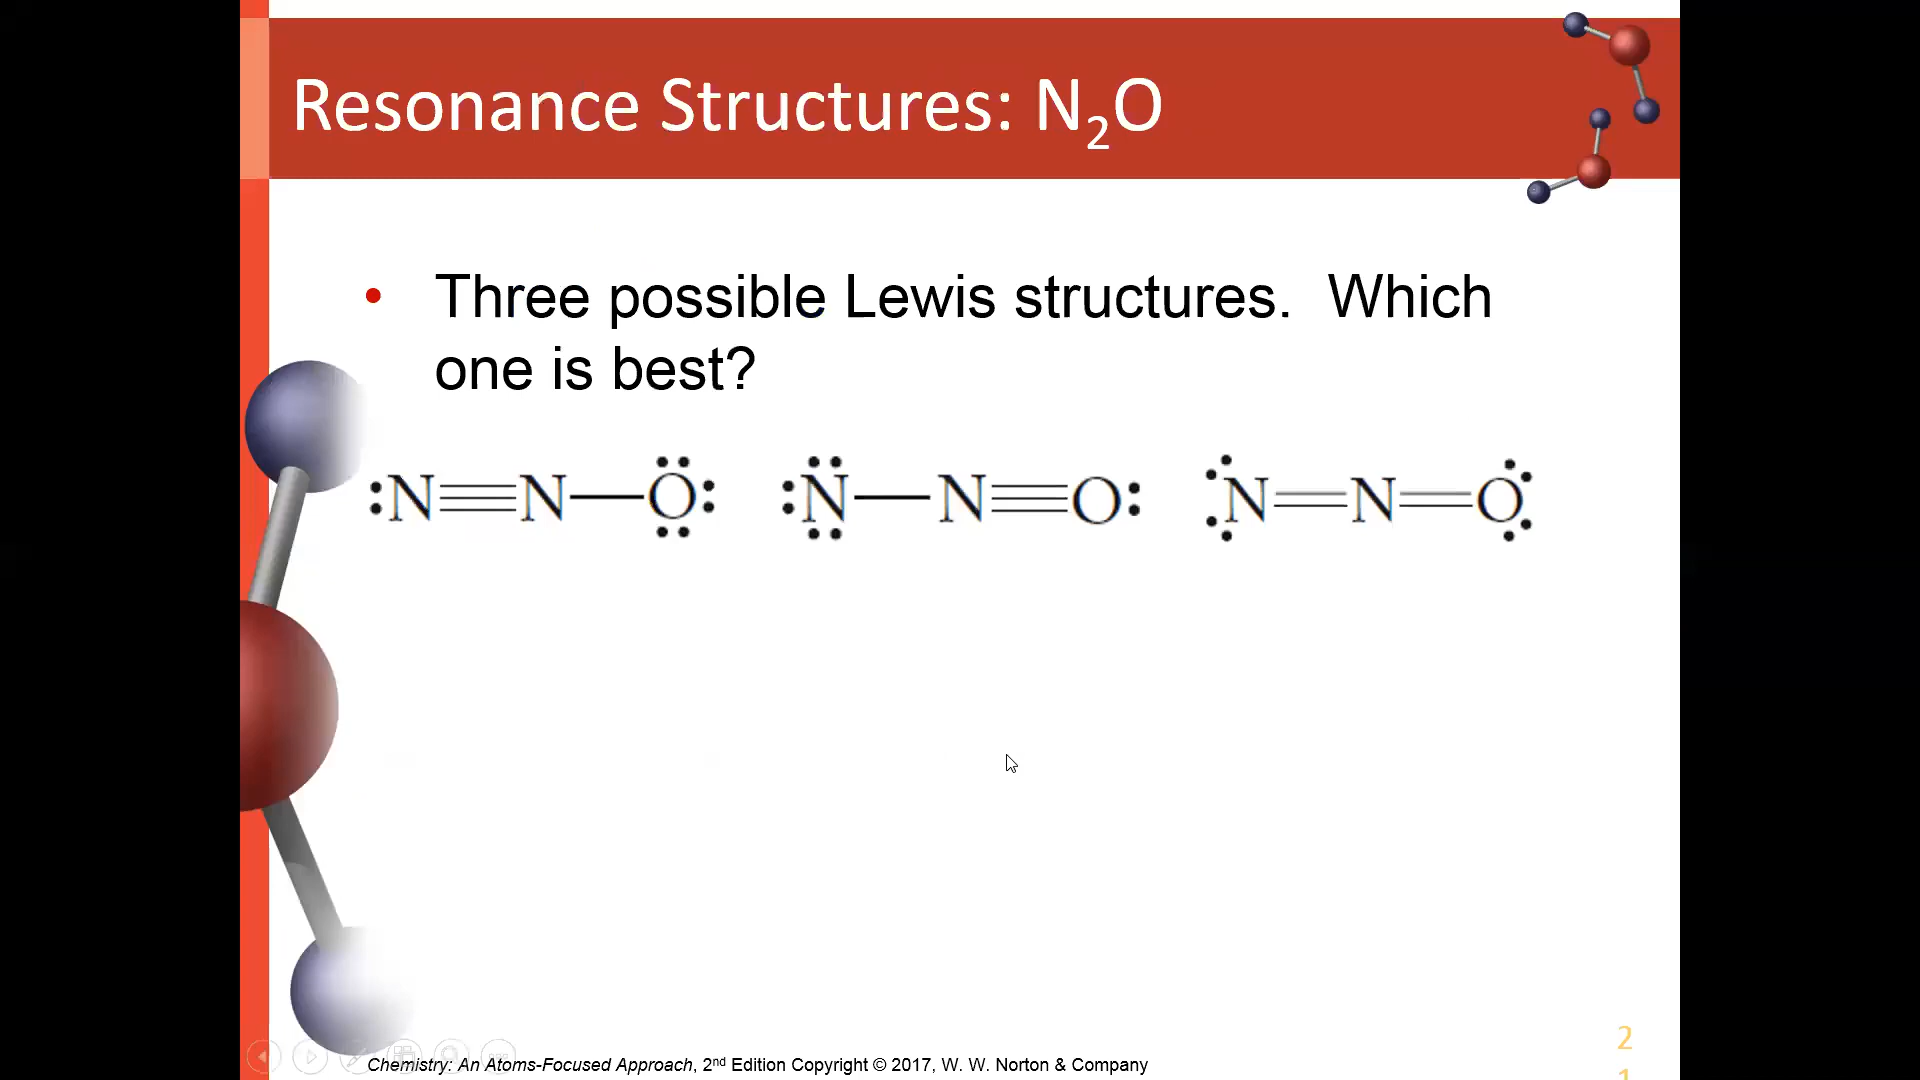 Resonance Structures: N₂O
• Three possible Lewis structures.  Which
one is best?
:N≡N—Ö: :N̈—N≡O: N=N=O
Chemistry: An Atoms-Focused Approach, 2nd Edition Copyright © 2017, W. W. Norton & Company
2